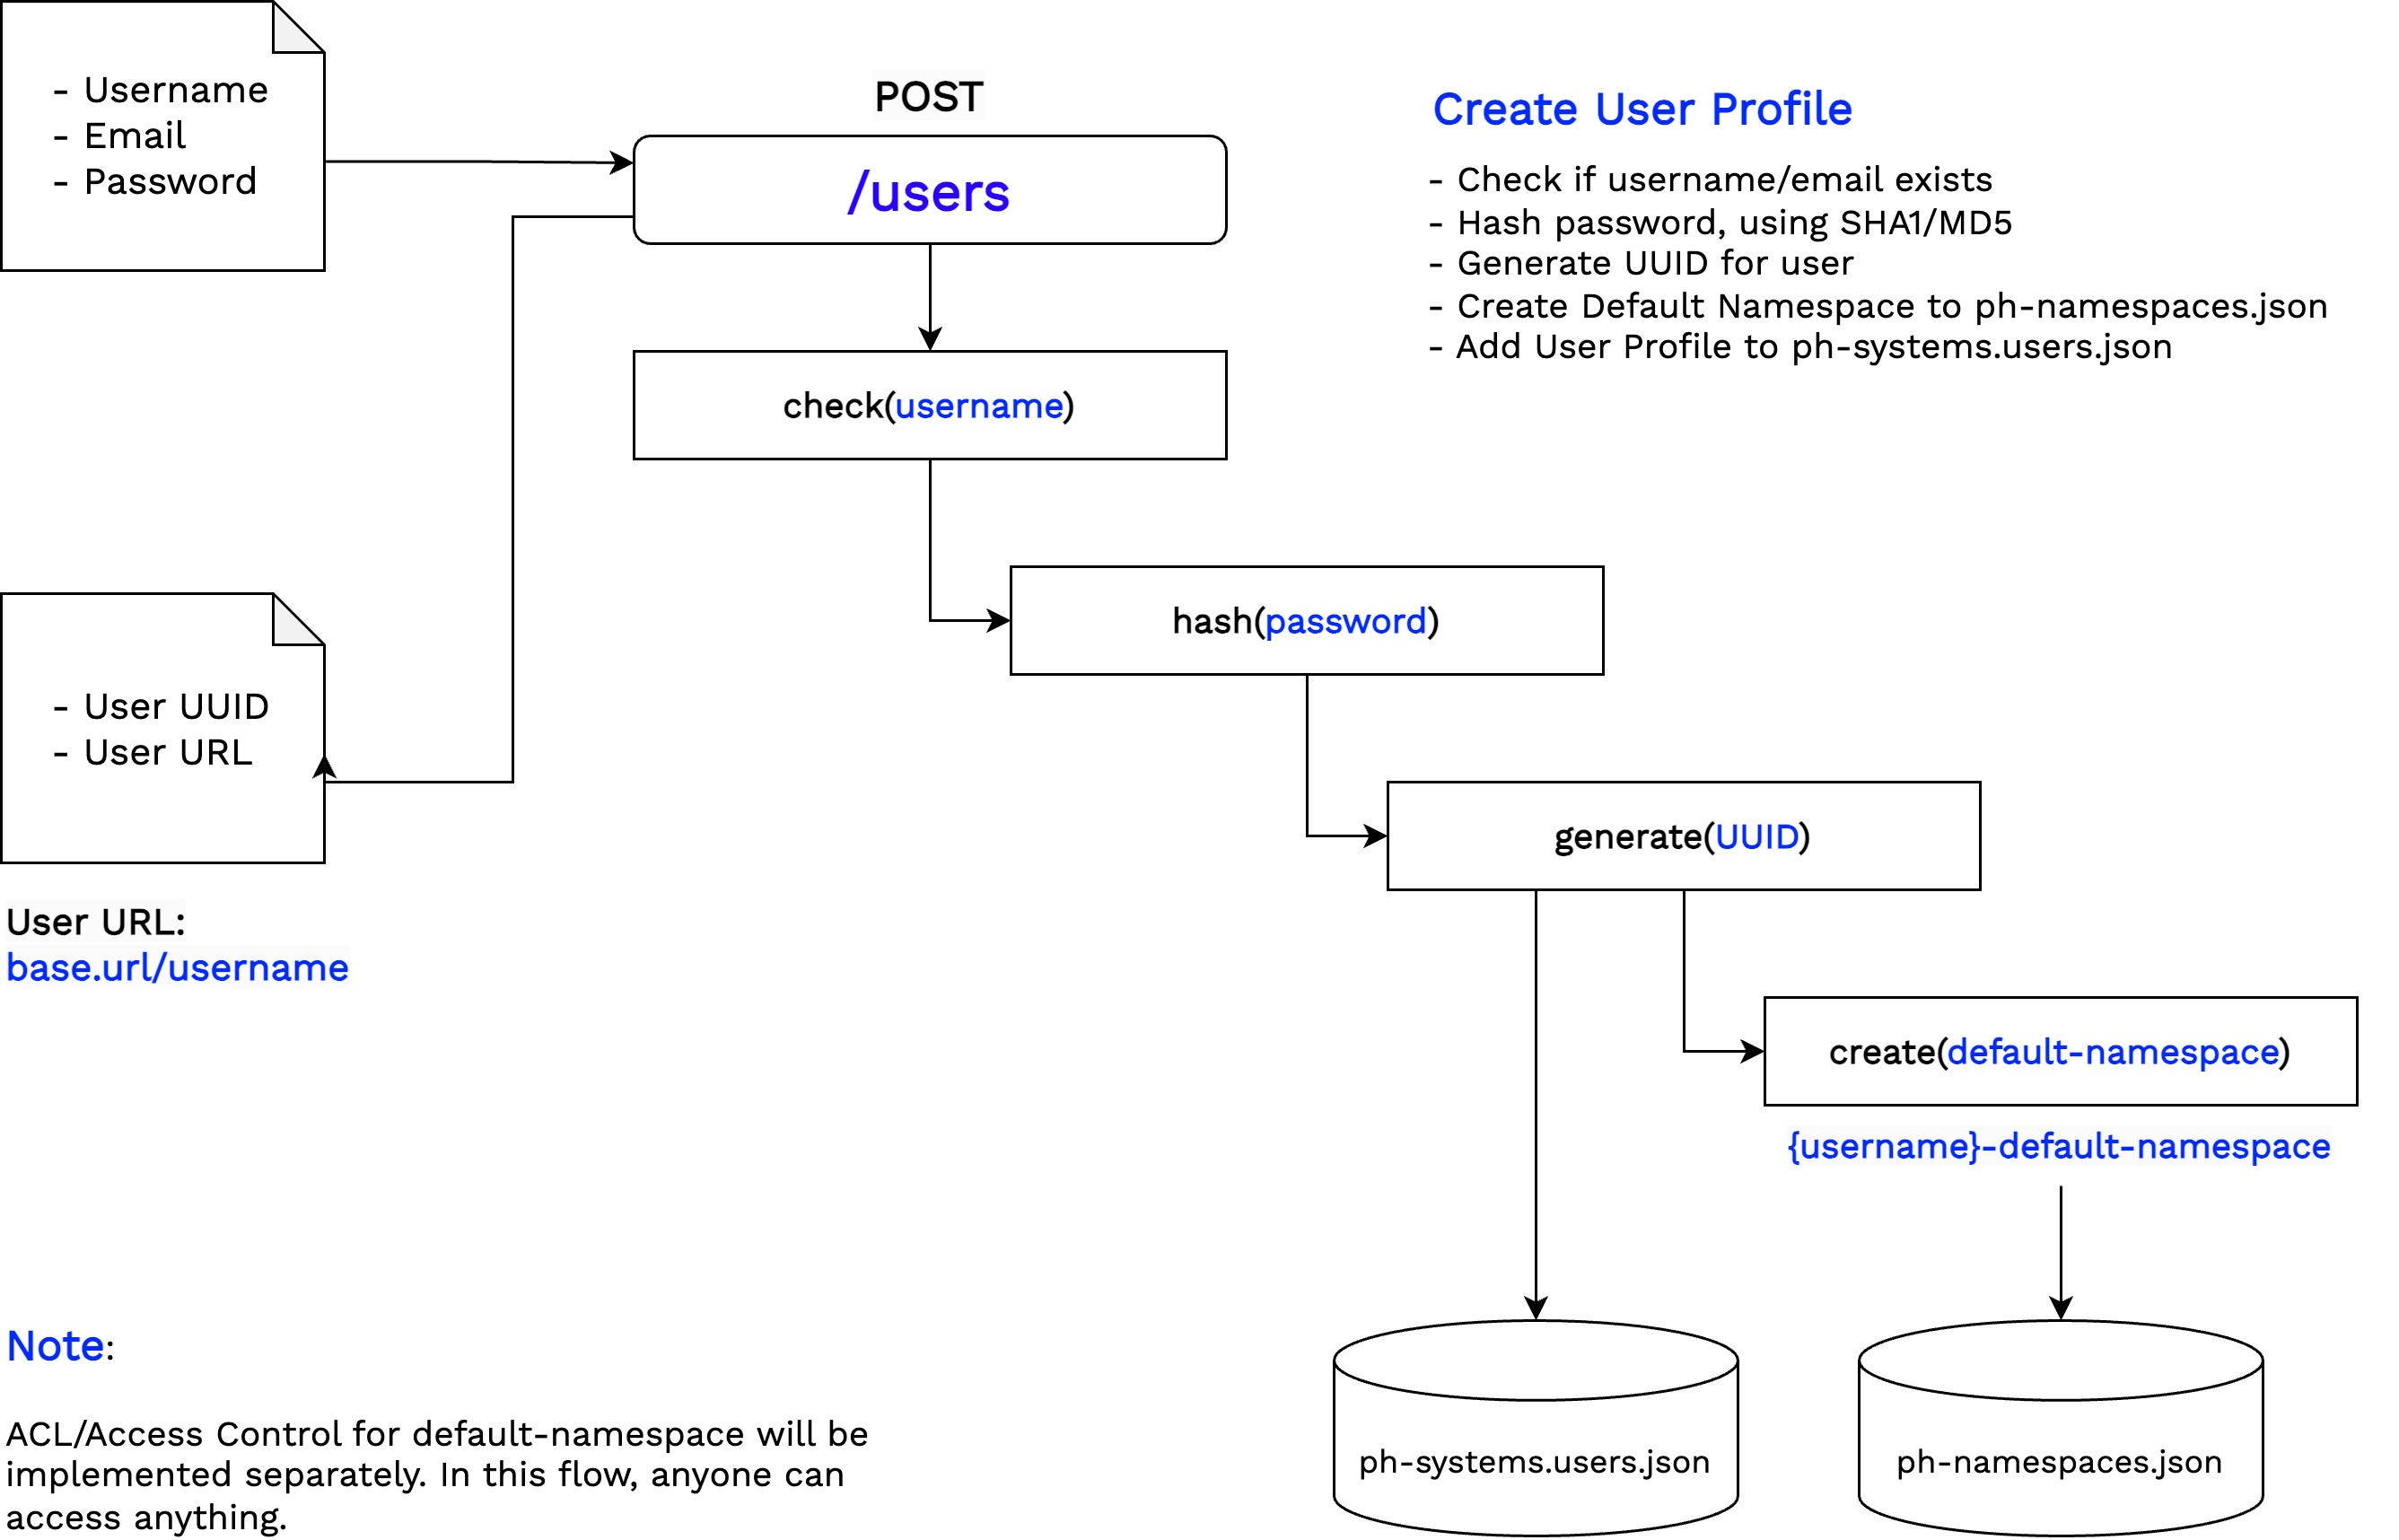 - Username
- Email
- Password
POST
/users
Create User Profile
- Check if username/email exists
- Hash password, using SHA1/MD5
- Generate UUID for user
- Create Default Namespace to ph-namespaces.json
- Add User Profile to ph-systems.users.json
check(username)
hash(password)
- User UUID
- User URL
generate(UUID)
User URL:
base.url/username
create(default-namespace)
{username}-default-namespace
Note:
ACL/Access Control for default-namespace will be
implemented separately. In this flow, anyone can
access anything.
ph-systems.users.json
ph-namespaces.json